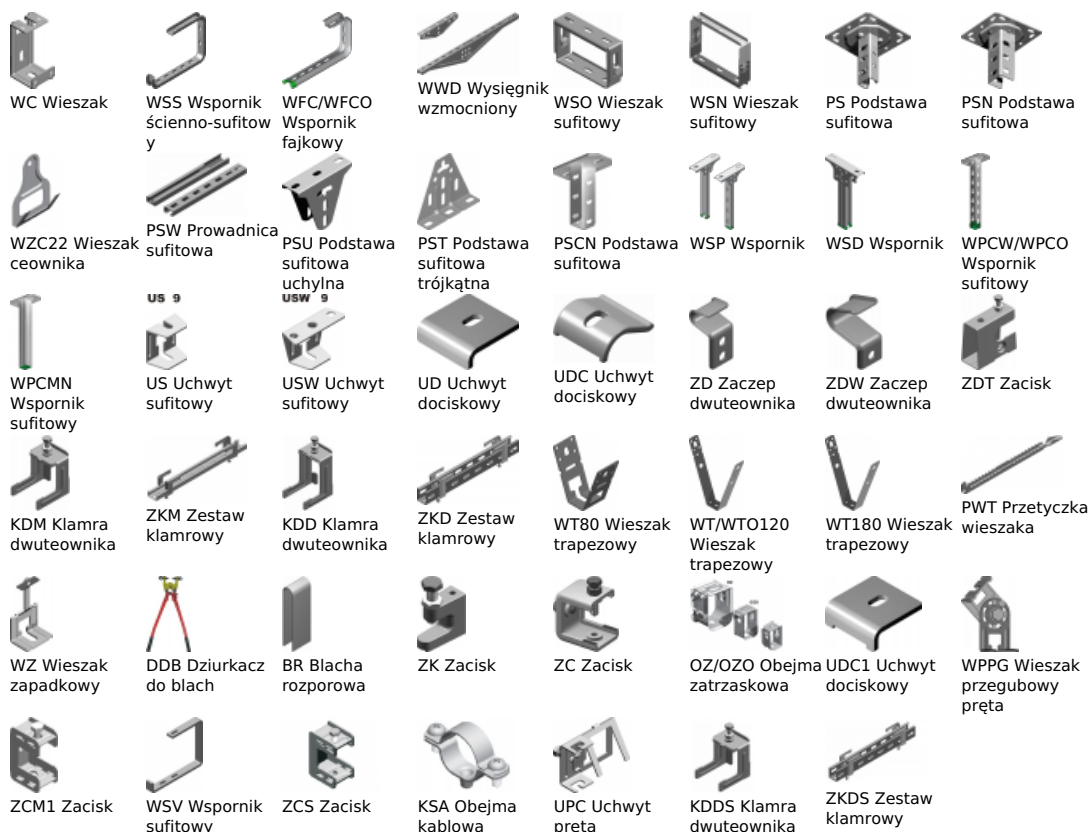 WC Wieszak
WSS Wspornik
ścienno-sufitow
y
WFC/WFCO
Wspornik
fajkowy
WWD Wysięgnik
wzmocniony
WSO Wieszak
sufitowy
WSN Wieszak
sufitowy
PS Podstawa
sufitowa
PSN Podstawa
sufitowa
WZC22 Wieszak
ceownika
PSW Prowadnica
sufitowa
PSU Podstawa
sufitowa
uchylna
PST Podstawa
sufitowa
trójkątna
PSCN Podstawa
sufitowa
WSP Wspornik
WSD Wspornik
WPCW/WPCO
Wspornik
sufitowy
WPCMN
Wspornik
sufitowy
US 9
US Uchwyt
sufitowy
USW 9
USW Uchwyt
sufitowy
UD Uchwyt
dociskowy
UDC Uchwyt
dociskowy
ZD Zaczep
dwuteownika
ZDW Zaczep
dwuteownika
ZDT Zacisk
KDM Klamra
dwuteownika
ZKM Zestaw
klamrowy
KDD Klamra
dwuteownika
ZKD Zestaw
klamrowy
WT80 Wieszak
trapezowy
WT/WTO120
Wieszak
trapezowy
WT180 Wieszak
trapezowy
PWT Przetyczka
wieszaka
WZ Wieszak
zapadkowy
DDB Dziurkacz
do blach
BR Blacha
rozporowa
ZK Zacisk
ZC Zacisk
OZ/OZO Obejma
zatrzaskowa
UDC1 Uchwyt
dociskowy
WPPG Wieszak
przegubowy
pręta
ZCM1 Zacisk
WSV Wspornik
sufitowy
ZCS Zacisk
KSA Obejma
kablowa
UPC Uchwyt
pręta
KDDS Klamra
dwuteownika
ZKDS Zestaw
klamrowy